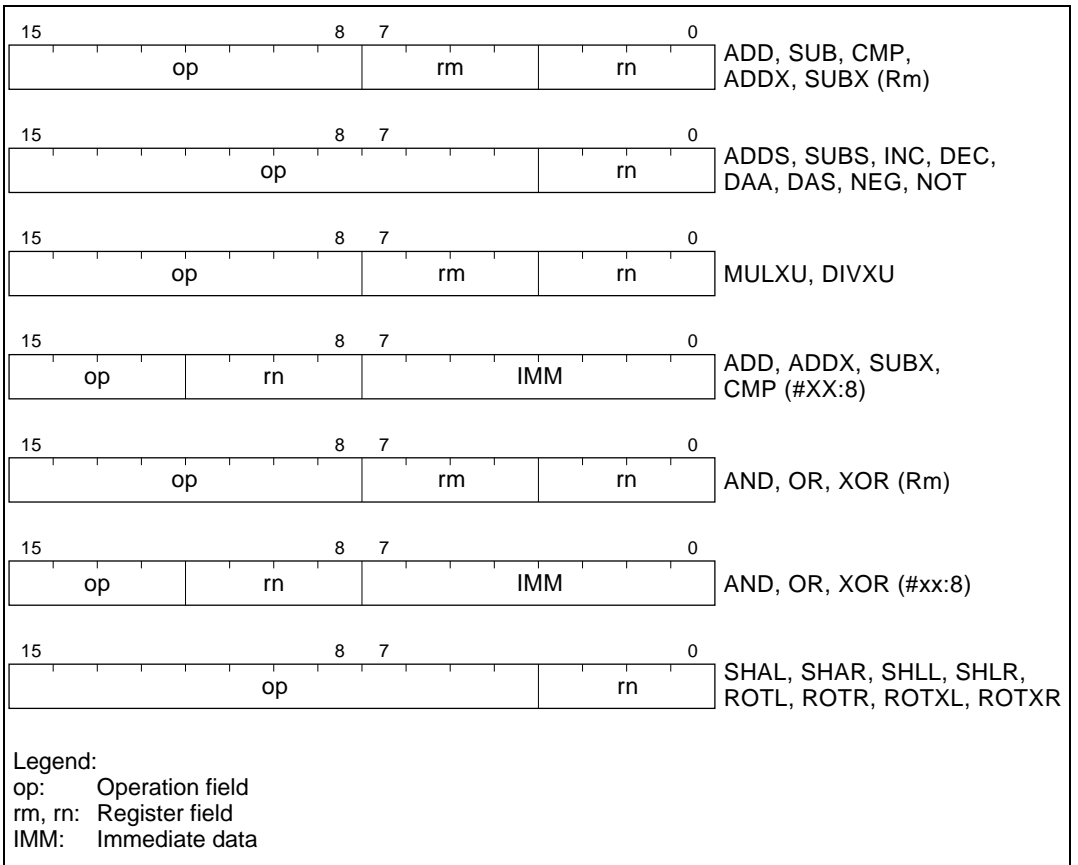 15 8 7 0
op rm rn
ADD, SUB, CMP,
ADDX, SUBX (Rm)
15 8 7 0
op rn
ADDS, SUBS, INC, DEC,
DAA, DAS, NEG, NOT
15 8 7 0
op rm rn
MULXU, DIVXU
15 8 7 0
op rn IMM
ADD, ADDX, SUBX,
CMP (#XX:8)
15 8 7 0
op rm rn
AND, OR, XOR (Rm)
15 8 7 0
op rn IMM
AND, OR, XOR (#xx:8)
15 8 7 0
op rn
SHAL, SHAR, SHLL, SHLR,
ROTL, ROTR, ROTXL, ROTXR
Legend:
op: Operation field
rm, rn: Register field
IMM: Immediate data